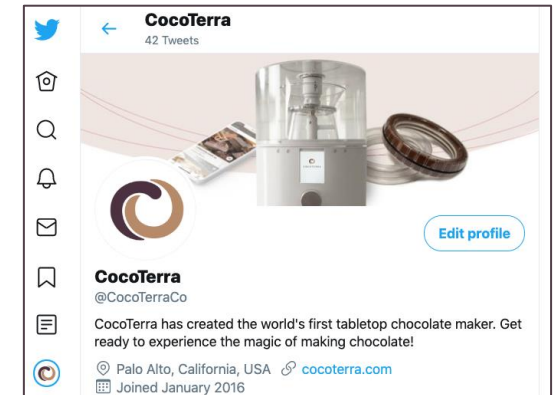 CocoTerra
42 Tweets
Edit profile
CocoTerra
@CocoTerraCo
CocoTerra has created the world's first tabletop chocolate maker. Get
ready to experience the magic of making chocolate!
Palo Alto, California, USA cocoterra.com
Joined January 2016